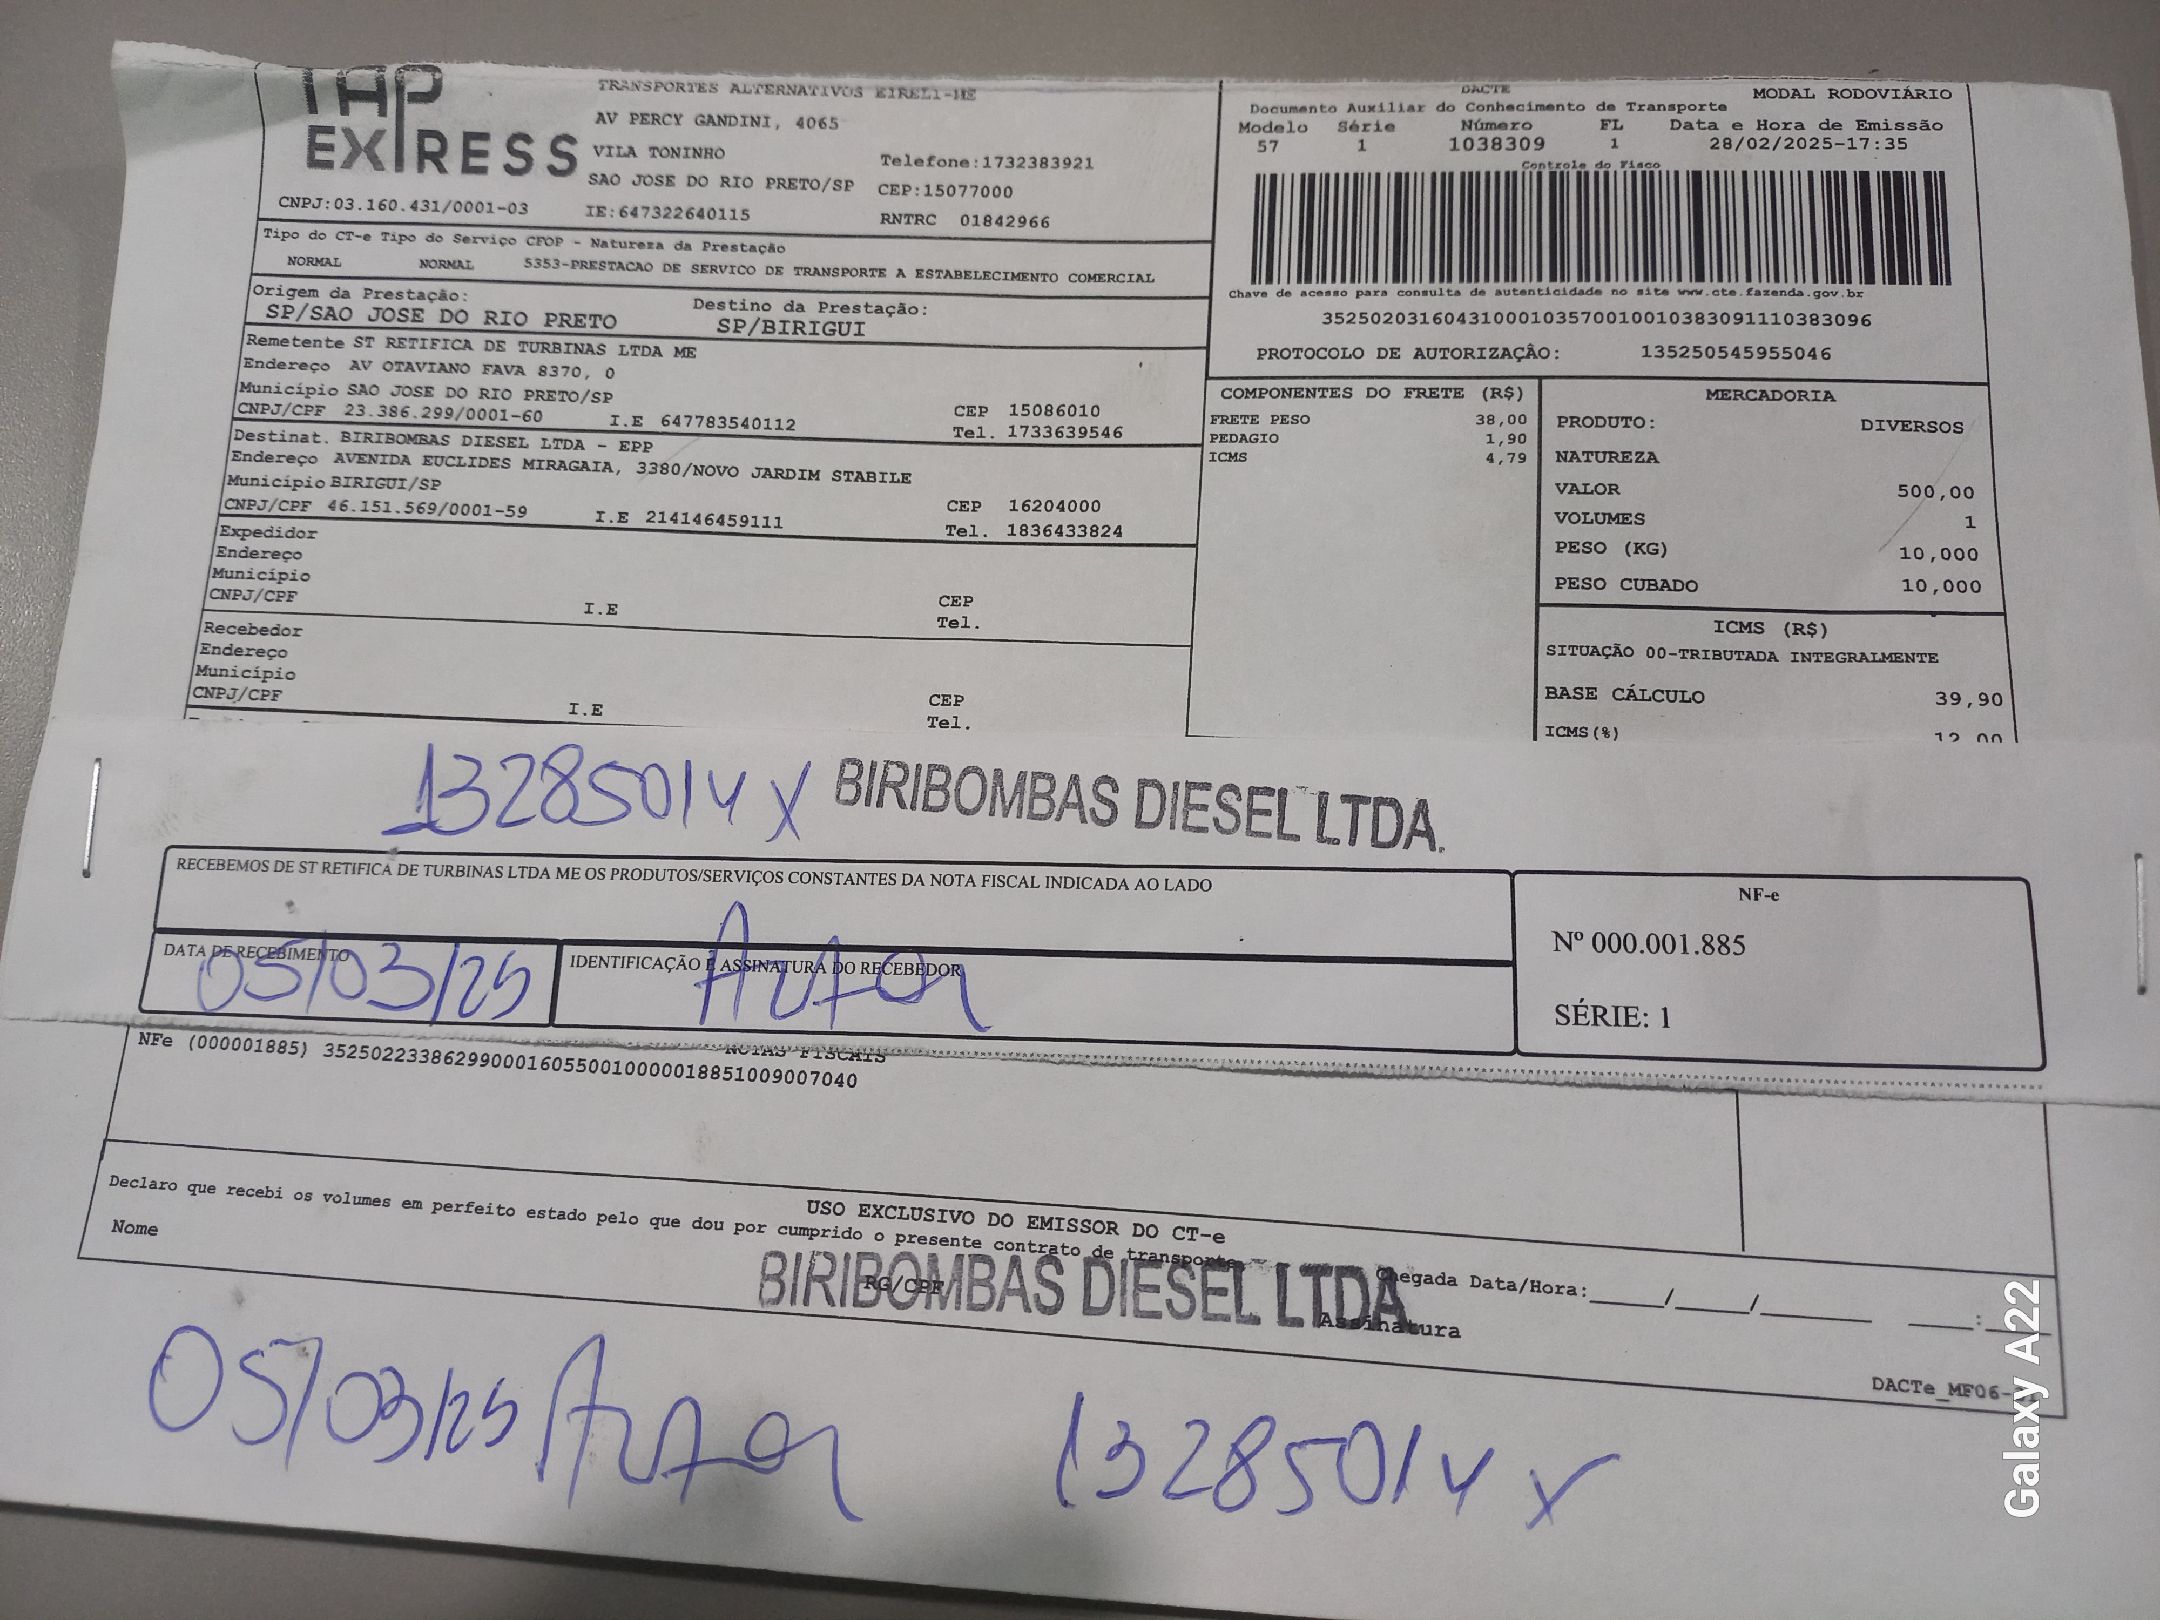 TAP
EXPRESS
TRANSPORTES ALTERNATIVOS EIRELI-ME
AV PERCY GANDINI, 4065
VILA TONINHO
Telefone:1732383921
SAO JOSE DO RIO PRETO/SP CEP:15077000
CNPJ:03.160.431/0001-03 IE:647322640115 RNTRC 01842966
DACTE
Documento Auxiliar do Conhecimento de Transporte
MODAL RODOVIÁRIO
Modelo Série Número FL Data e Hora de Emissão
57 1 1038309 1 28/02/2025-17:35
Controle do Fisco
Chave de acesso para consulta de autenticidade no site www.cte.fazenda.gov.br
35250203160431000103570010010383091110383096
PROTOCOLO DE AUTORIZAÇÂO: 135250545955046
Tipo do CT-e Tipo do Serviço CFOP - Natureza da Prestação
NORMAL NORMAL 5353-PRESTACAO DE SERVICO DE TRANSPORTE A ESTABELECIMENTO COMERCIAL
Origem da Prestação: Destino da Prestação:
SP/SAO JOSE DO RIO PRETO SP/BIRIGUI
Remetente ST RETIFICA DE TURBINAS LTDA ME
Endereço AV OTAVIANO FAVA 8370, 0
Município SAO JOSE DO RIO PRETO/SP CEP 15086010
CNPJ/CPF 23.386.299/0001-60 I.E 647783540112 Tel. 1733639546
Destinat. BIRIBOMBAS DIESEL LTDA - EPP
Endereço AVENIDA EUCLIDES MIRAGAIA, 3380/NOVO JARDIM STABILE
Município BIRIGUI/SP CEP 16204000
CNPJ/CPF 46.151.569/0001-59 I.E 214146459111 Tel. 1836433824
Expedidor
Endereço
Município CEP
CNPJ/CPF I.E Tel.
Recebedor
Endereço
Município CEP
CNPJ/CPF I.E Tel.
COMPONENTES DO FRETE (R$)
FRETE PESO 38,00
PEDAGIO 1,90
ICMS 4,79
MERCADORIA
PRODUTO: DIVERSOS
NATUREZA
VALOR 500,00
VOLUMES 1
PESO (KG) 10,000
PESO CUBADO 10,000
ICMS (R$)
SITUAÇÃO 00-TRIBUTADA INTEGRALMENTE
BASE CÁLCULO 39,90
ICMS(%) 12,00
13285014 X BIRIBOMBAS DIESEL LTDA.
RECEBEMOS DE ST RETIFICA DE TURBINAS LTDA ME OS PRODUTOS/SERVIÇOS CONSTANTES DA NOTA FISCAL INDICADA AO LADO
DATA DE RECEBIMENTO
05/03/25
IDENTIFICAÇÃO E ASSINATURA DO RECEBEDOR
NF-e
Nº 000.001.885
SÉRIE: 1
NOTAS FISCAIS
NFe (000001885) 35250223386299000160550010000018851009007040
USO EXCLUSIVO DO EMISSOR DO CT-e
Declaro que recebi os volumes em perfeito estado pelo que dou por cumprido o presente contrato de transporte
Nome RG/CPF Assinatura Chegada Data/Hora:_____/_____/________ ____:____
BIRIBOMBAS DIESEL LTDA
DACTe_MF06-
05/03/25 13285014 X
Galaxy A22